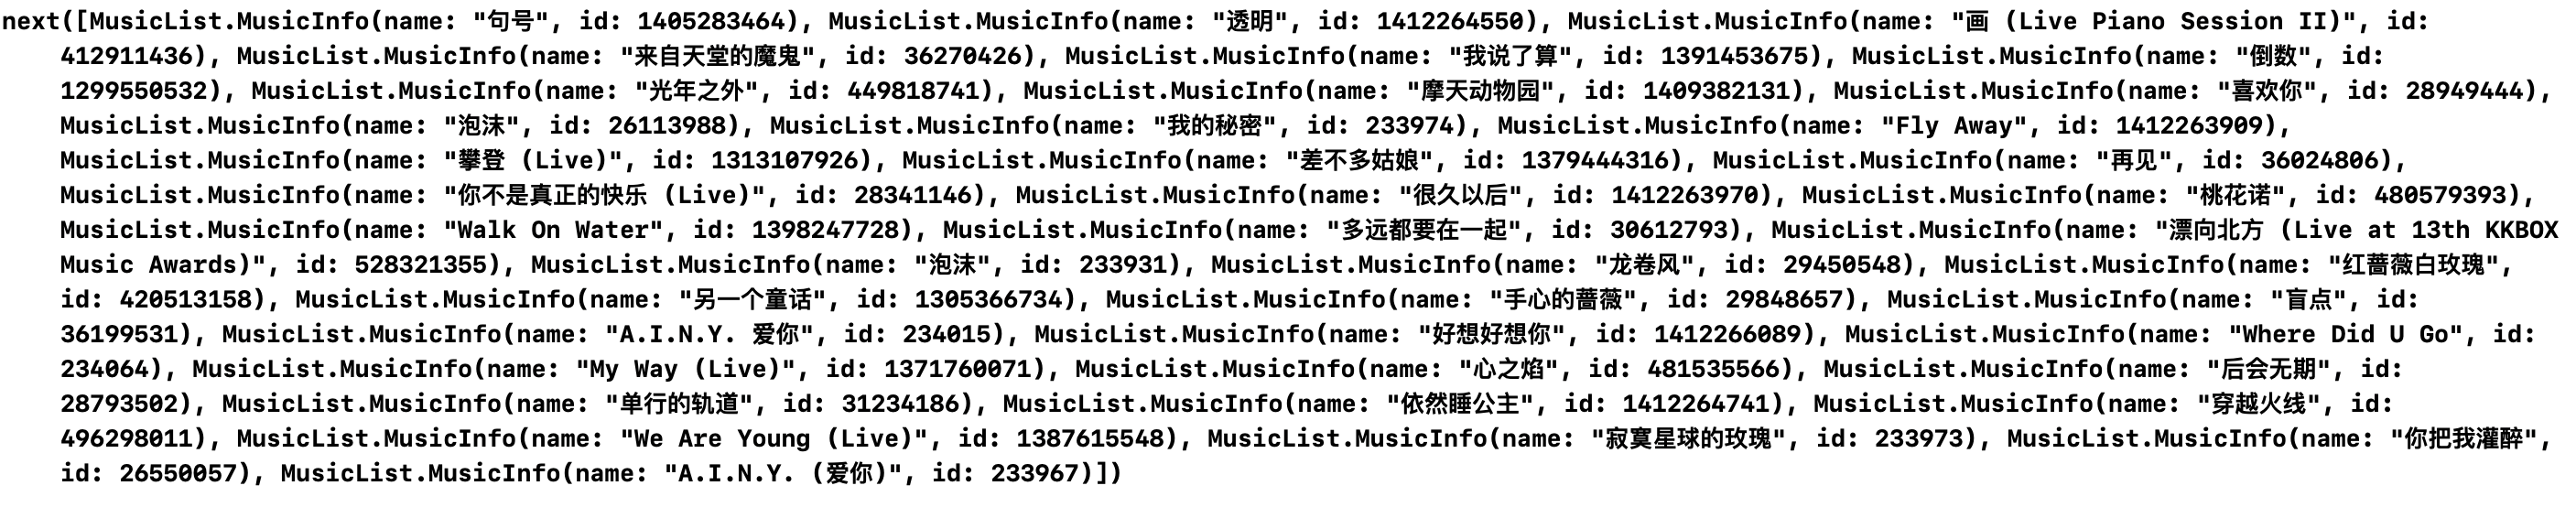 next([MusicList.MusicInfo(name: "句号", id: 1405283464), MusicList.MusicInfo(name: "透明", id: 1412264550), MusicList.MusicInfo(name: "画 (Live Piano Session II)", id:
412911436), MusicList.MusicInfo(name: "来自天堂的魔鬼", id: 36270426), MusicList.MusicInfo(name: "我说了算", id: 1391453675), MusicList.MusicInfo(name: "倒数", id:
1299550532), MusicList.MusicInfo(name: "光年之外", id: 449818741), MusicList.MusicInfo(name: "摩天动物园", id: 1409382131), MusicList.MusicInfo(name: "喜欢你", id: 28949444),
MusicList.MusicInfo(name: "泡沫", id: 26113988), MusicList.MusicInfo(name: "我的秘密", id: 233974), MusicList.MusicInfo(name: "Fly Away", id: 1412263909),
MusicList.MusicInfo(name: "攀登 (Live)", id: 1313107926), MusicList.MusicInfo(name: "差不多姑娘", id: 1379444316), MusicList.MusicInfo(name: "再见", id: 36024806),
MusicList.MusicInfo(name: "你不是真正的快乐 (Live)", id: 28341146), MusicList.MusicInfo(name: "很久以后", id: 1412263970), MusicList.MusicInfo(name: "桃花诺", id: 480579393),
MusicList.MusicInfo(name: "Walk On Water", id: 1398247728), MusicList.MusicInfo(name: "多远都要在一起", id: 30612793), MusicList.MusicInfo(name: "漂向北方 (Live at 13th KKBOX
Music Awards)", id: 528321355), MusicList.MusicInfo(name: "泡沫", id: 233931), MusicList.MusicInfo(name: "龙卷风", id: 29450548), MusicList.MusicInfo(name: "红蔷薇白玫瑰",
id: 420513158), MusicList.MusicInfo(name: "另一个童话", id: 1305366734), MusicList.MusicInfo(name: "手心的蔷薇", id: 29848657), MusicList.MusicInfo(name: "盲点", id:
36199531), MusicList.MusicInfo(name: "A.I.N.Y. 爱你", id: 234015), MusicList.MusicInfo(name: "好想好想你", id: 1412266089), MusicList.MusicInfo(name: "Where Did U Go", id:
234064), MusicList.MusicInfo(name: "My Way (Live)", id: 1371760071), MusicList.MusicInfo(name: "心之焰", id: 481535566), MusicList.MusicInfo(name: "后会无期", id:
28793502), MusicList.MusicInfo(name: "单行的轨道", id: 31234186), MusicList.MusicInfo(name: "依然睡公主", id: 1412264741), MusicList.MusicInfo(name: "穿越火线", id:
496298011), MusicList.MusicInfo(name: "We Are Young (Live)", id: 1387615548), MusicList.MusicInfo(name: "寂寞星球的玫瑰", id: 233973), MusicList.MusicInfo(name: "你把我灌醉",
id: 26550057), MusicList.MusicInfo(name: "A.I.N.Y. (爱你)", id: 233967)])